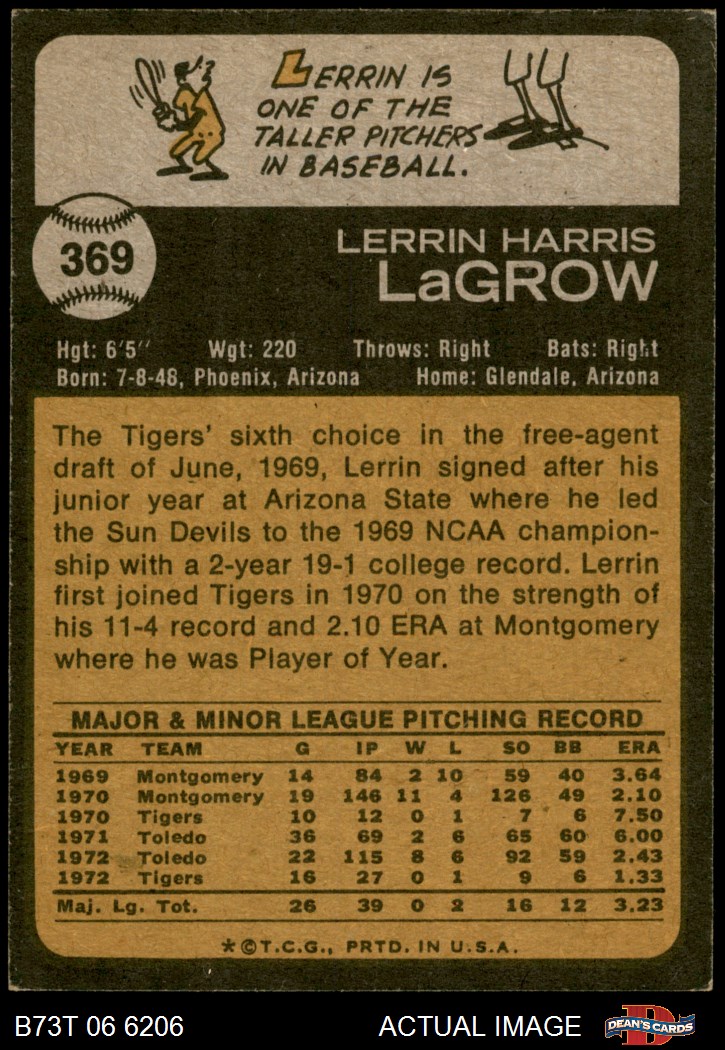 LERRIN IS
ONE OF THE
TALLER PITCHERS
IN BASEBALL.
369
LERRIN HARRIS
LaGROW
Hgt: 6'5" Wgt: 220 Throws: Right Bats: Right
Born: 7-8-48, Phoenix, Arizona Home: Glendale, Arizona
The Tigers' sixth choice in the free-agent
draft of June, 1969, Lerrin signed after his
junior year at Arizona State where he led
the Sun Devils to the 1969 NCAA champion-
ship with a 2-year 19-1 college record. Lerrin
first joined Tigers in 1970 on the strength of
his 11-4 record and 2.10 ERA at Montgomery
where he was Player of Year.
MAJOR & MINOR LEAGUE PITCHING RECORD
YEAR TEAM G IP W L SO BB ERA
1969 Montgomery 14 84 2 10 59 40 3.64
1970 Montgomery 19 146 11 4 126 49 2.10
1970 Tigers 10 12 0 1 7 6 7.50
1971 Toledo 36 69 2 6 65 60 6.00
1972 Toledo 22 115 8 6 92 59 2.43
1972 Tigers 16 27 0 1 9 6 1.33
Maj. Lg. Tot. 26 39 0 2 16 12 3.23
*©T.C.G., PRTD. IN U.S.A.
B73T 06 6206 ACTUAL IMAGE
D
DEAN'S CARDS